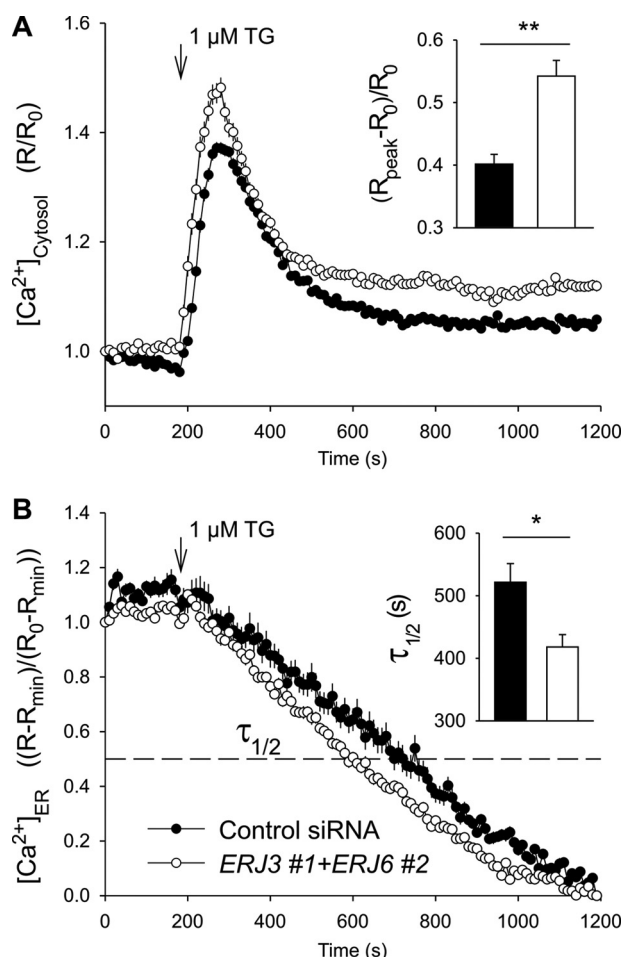 A
1 µM TG
[Ca2+]Cytosol (R/R0)
1.6
1.4
1.2
1.0
0 200 400 600 800 1000 1200
Time (s)
**
(Rpeak-R0)/R0
0.6
0.5
0.4
0.3
B
1 µM TG
[Ca2+]ER ((R-Rmin)/(R0-Rmin))
1.4
1.2
1.0
0.8
0.6
0.4
0.2
0.0
τ1/2
Control siRNA
ERJ3 #1+ERJ6 #2
0 200 400 600 800 1000 1200
Time (s)
*
τ1/2 (s)
600
500
400
300